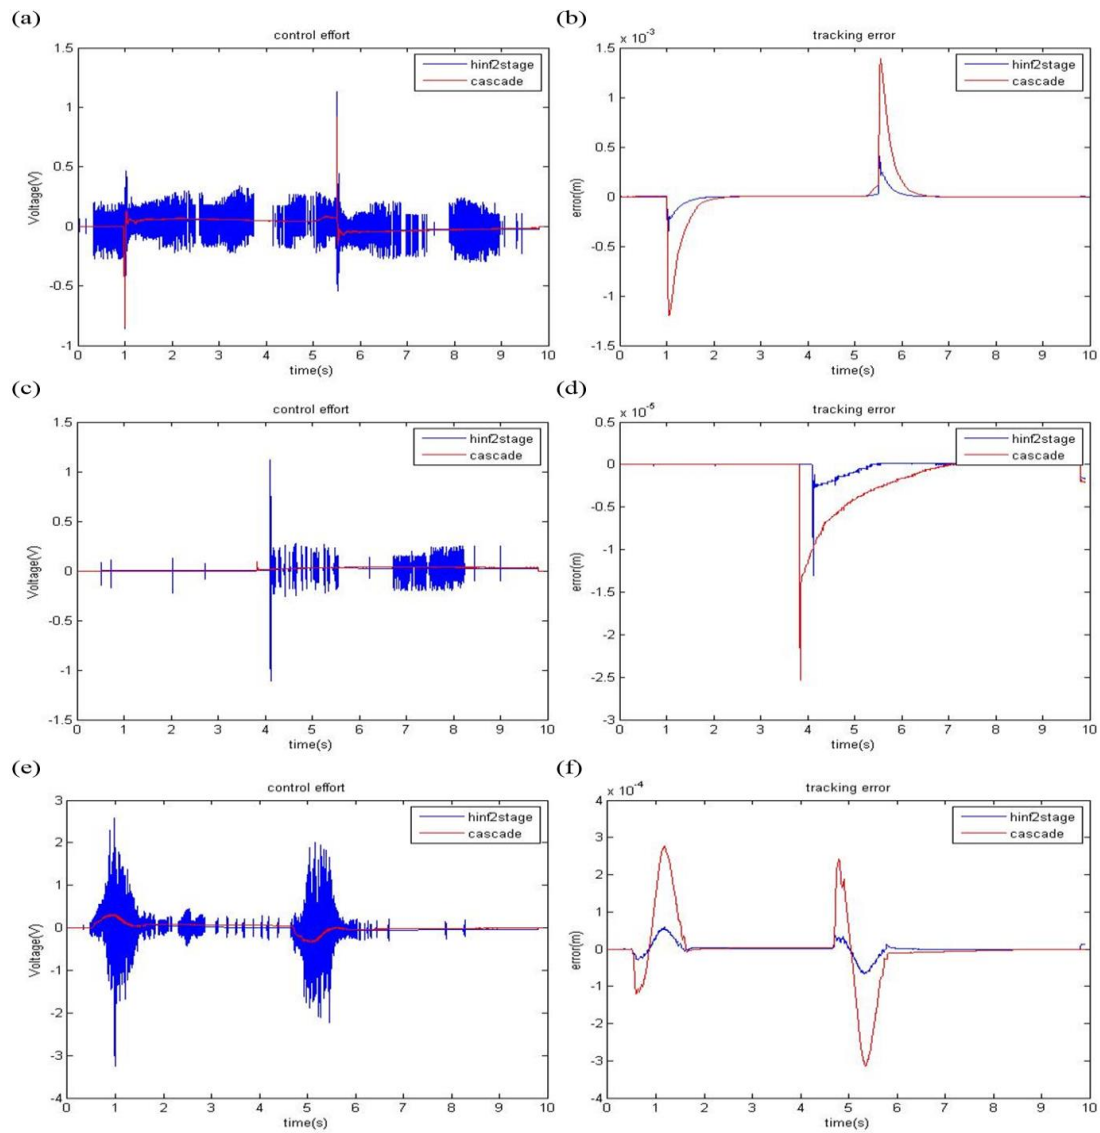 (a)
control effort
hinf2stage
cascade
1.5
1
0.5
0
-0.5
-1
Voltage(V)
0 1 2 3 4 5 6 7 8 9 10
time(s)
(b)
x 10-3
tracking error
hinf2stage
cascade
1.5
1
0.5
0
-0.5
-1
-1.5
error(m)
0 1 2 3 4 5 6 7 8 9 10
time(s)
(c)
control effort
hinf2stage
cascade
1.5
1
0.5
0
-0.5
-1
-1.5
Voltage(V)
0 1 2 3 4 5 6 7 8 9 10
time(s)
(d)
x 10-5
tracking error
hinf2stage
cascade
0.5
0
-0.5
-1
-1.5
-2
-2.5
-3
error(m)
0 1 2 3 4 5 6 7 8 9 10
time(s)
(e)
control effort
hinf2stage
cascade
3
2
1
0
-1
-2
-3
-4
Voltage(V)
0 1 2 3 4 5 6 7 8 9 10
time(s)
(f)
x 10-4
tracking error
hinf2stage
cascade
4
3
2
1
0
-1
-2
-3
-4
error(m)
0 1 2 3 4 5 6 7 8 9 10
time(s)